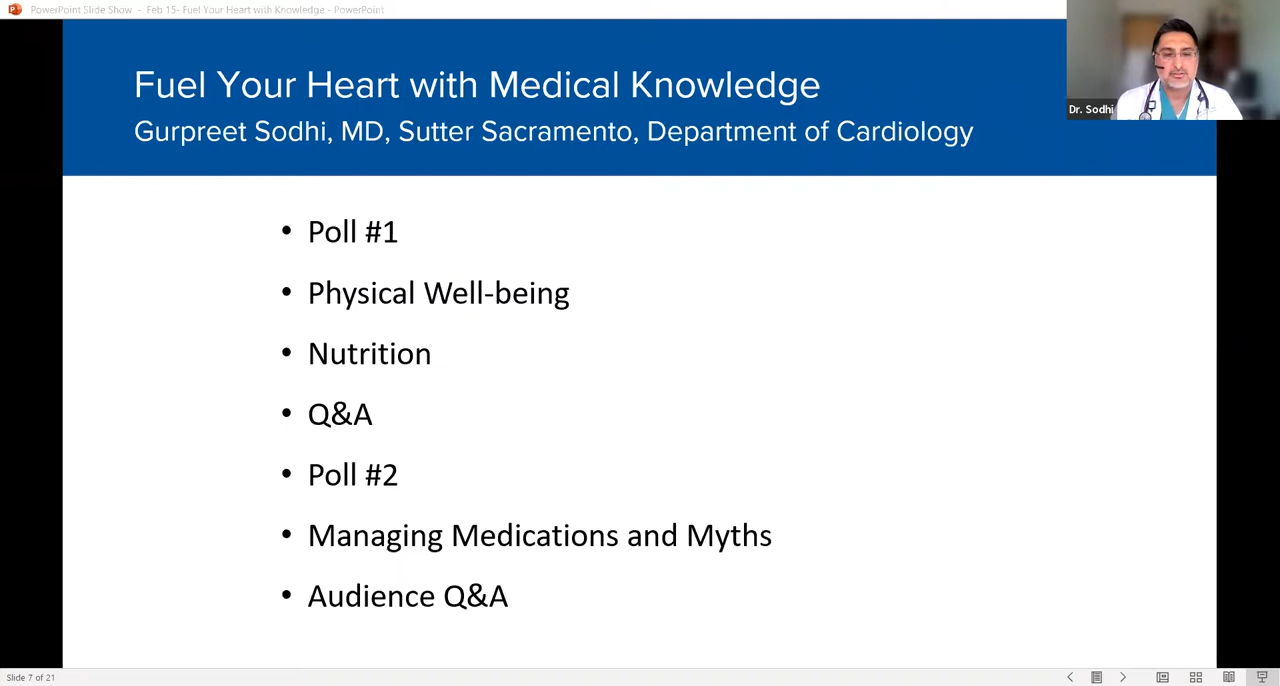 PowerPoint Slide Show - Feb 15- Fuel Your Heart with Knowledge - PowerPoint
Fuel Your Heart with Medical Knowledge
Gurpreet Sodhi, MD, Sutter Sacramento, Department of Cardiology
Dr. Sodhi
• Poll #1
• Physical Well-being
• Nutrition
• Q&A
• Poll #2
• Managing Medications and Myths
• Audience Q&A
Slide 7 of 21